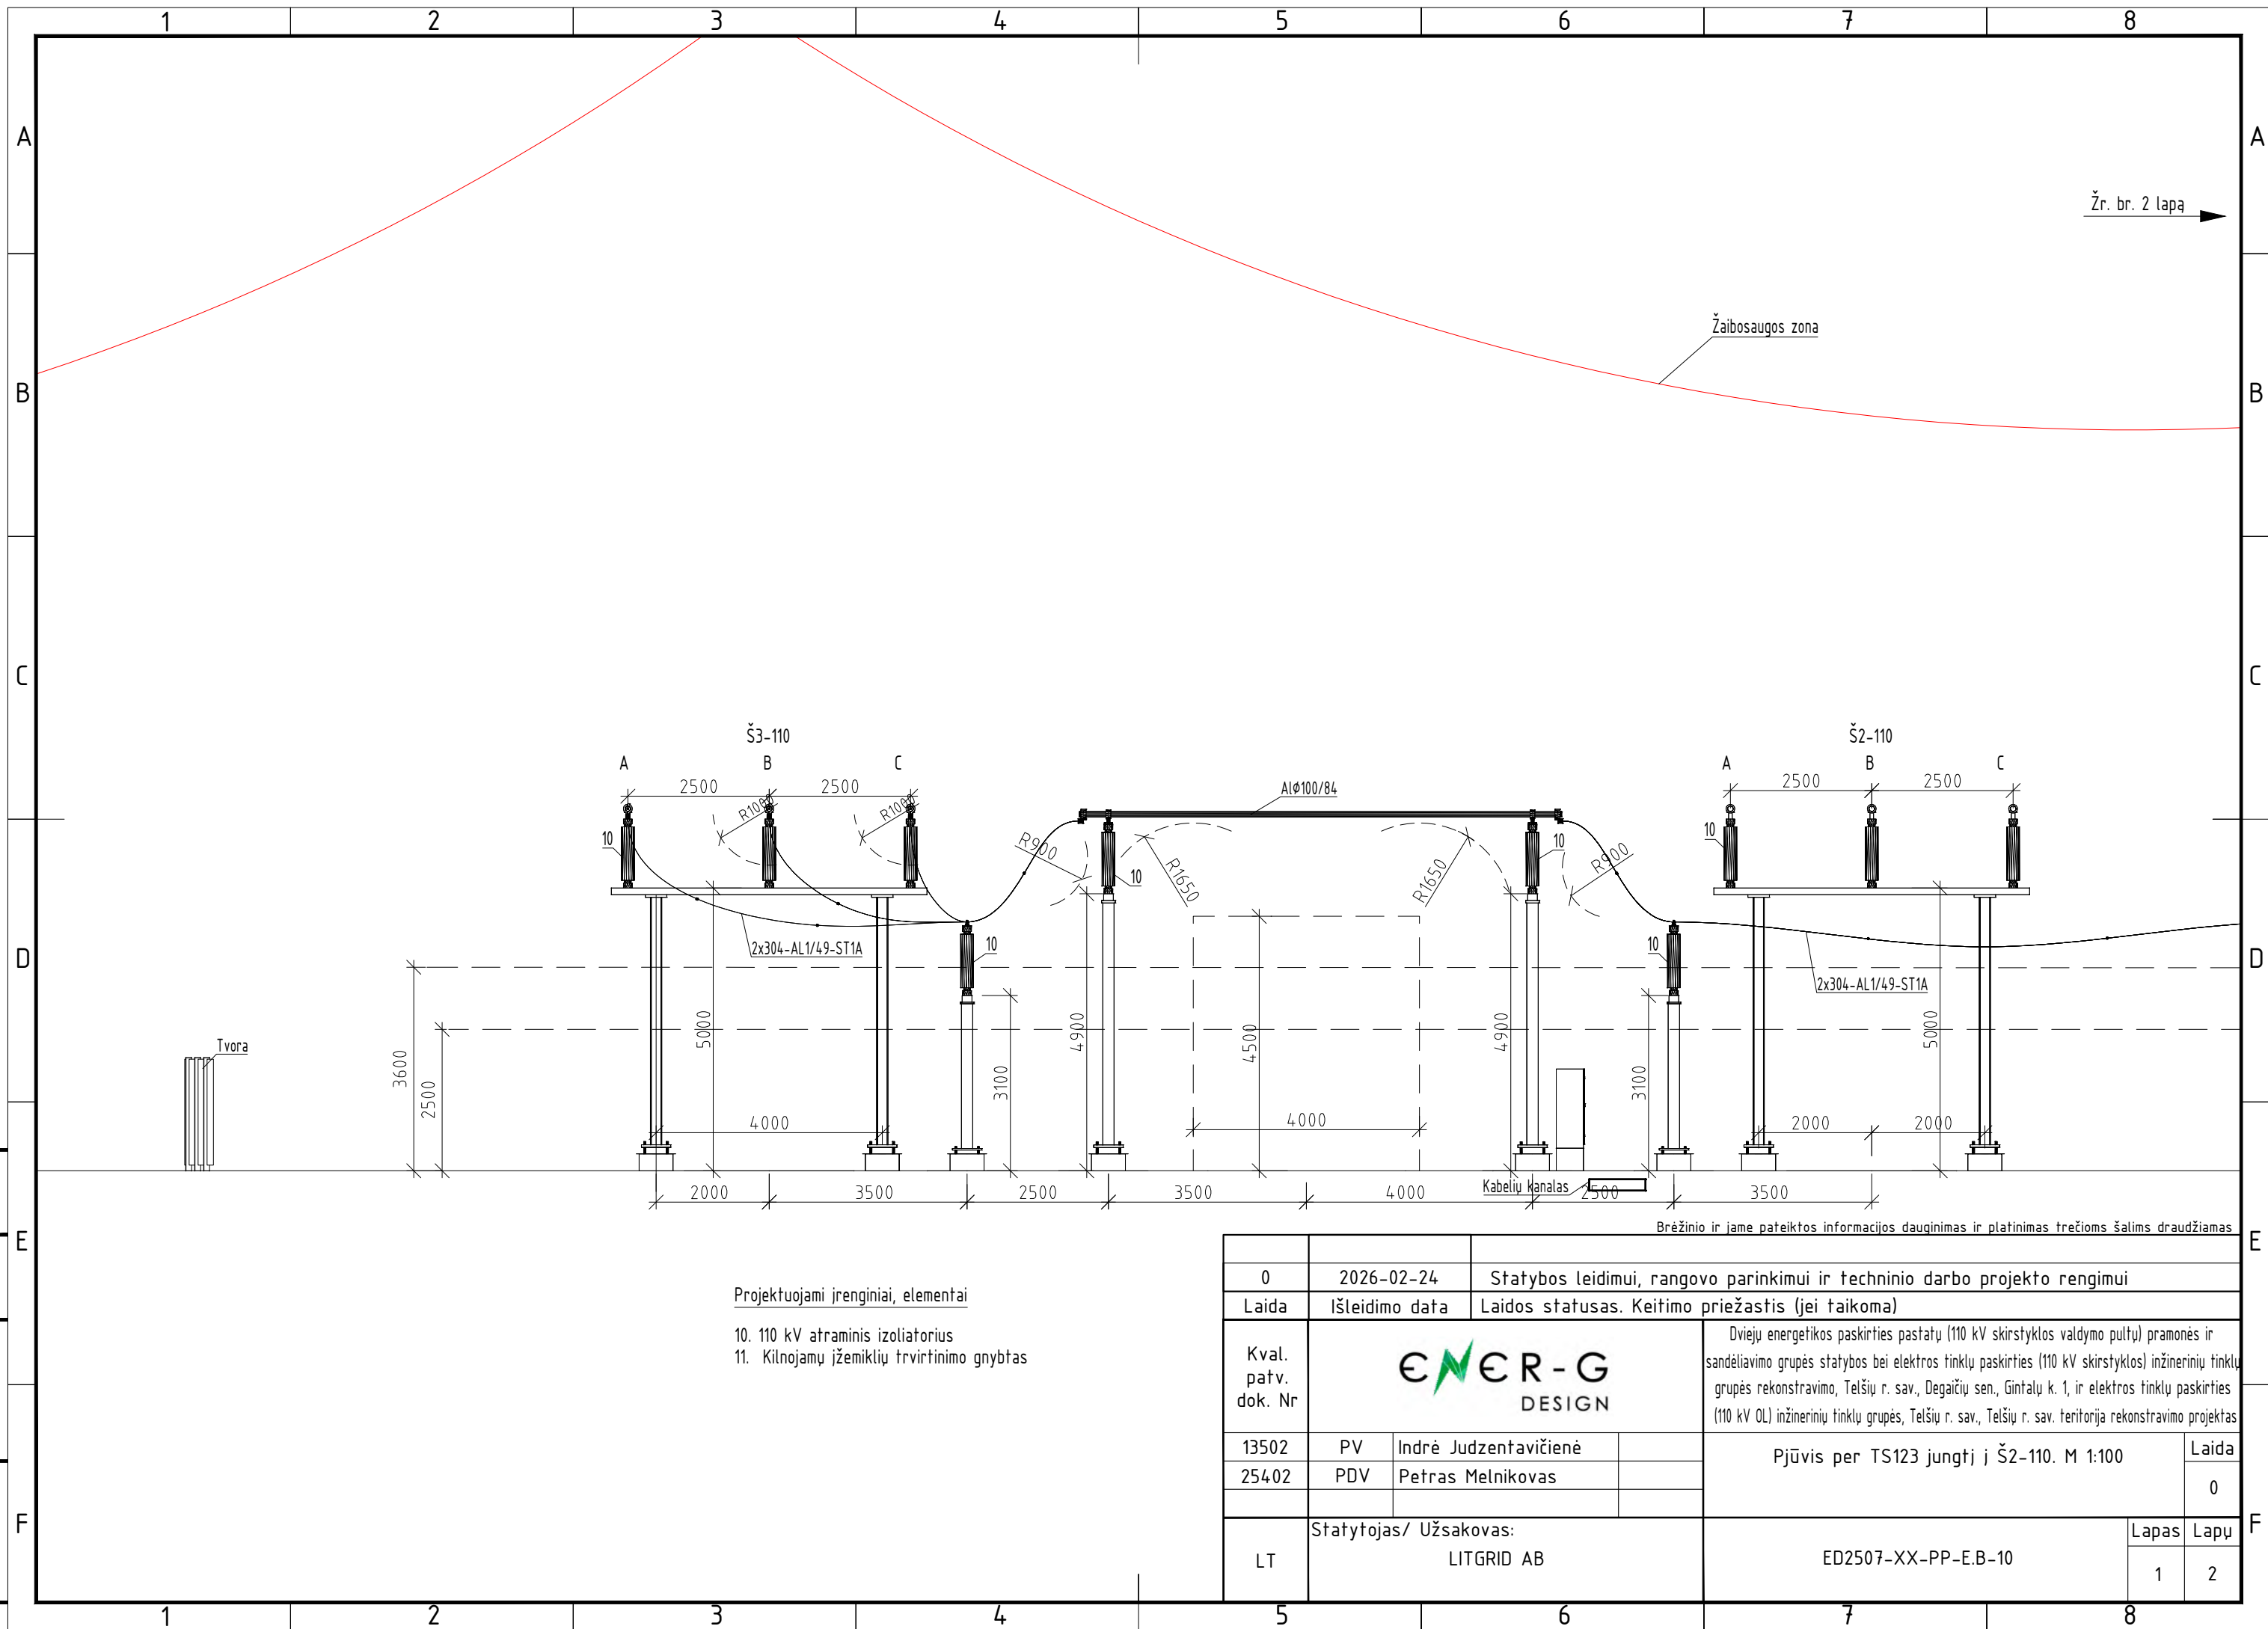 1 2 3 4 5 6 7 8
A A
Žr. br. 2 lapą
Žaibosaugos zona
B B
C C
Š3-110
A B C
2500 2500
R1000 R1000
10
R900
AlØ100/84
10
R1650
R1650
10
R900
Š2-110
A B C
2500 2500
10
D D
2x304-AL1/49-ST1A
10
10
2x304-AL1/49-ST1A
Tvora
3600
2500
5000
4900
3100
4500
4900
3100
5000
4000
4000
2000 2000
2000 3500 2500 3500 4000 2500 3500
Kabelių kanalas
E E
Brėžinio ir jame pateiktos informacijos dauginimas ir platinimas trečioms šalims draudžiamas
Projektuojami įrenginiai, elementai
10. 110 kV atraminis izoliatorius
11. Kilnojamų įžemiklių trvirtinimo gnybtas
0 2026-02-24 Statybos leidimui, rangovo parinkimui ir techninio darbo projekto rengimui
Laida Išleidimo data Laidos statusas. Keitimo priežastis (jei taikoma)
Kval.
patv.
dok. Nr
ENER-G
DESIGN
Dviejų energetikos paskirties pastatų (110 kV skirstyklos valdymo pultų) pramonės ir
sandėliavimo grupės statybos bei elektros tinklų paskirties (110 kV skirstyklos) inžinerinių tinklų
grupės rekonstravimo, Telšių r. sav., Degaičių sen., Gintalų k. 1, ir elektros tinklų paskirties
(110 kV OL) inžinerinių tinklų grupės, Telšių r. sav., Telšių r. sav. teritorija rekonstravimo projektas
13502 PV Indrė Judzentavičienė
25402 PDV Petras Melnikovas
Pjūvis per TS123 jungtį į Š2-110. M 1:100
Laida
0
F F
LT
Statytojas/ Užsakovas:
LITGRID AB
ED2507-XX-PP-E.B-10
Lapas Lapų
1 2
1 2 3 4 5 6 7 8